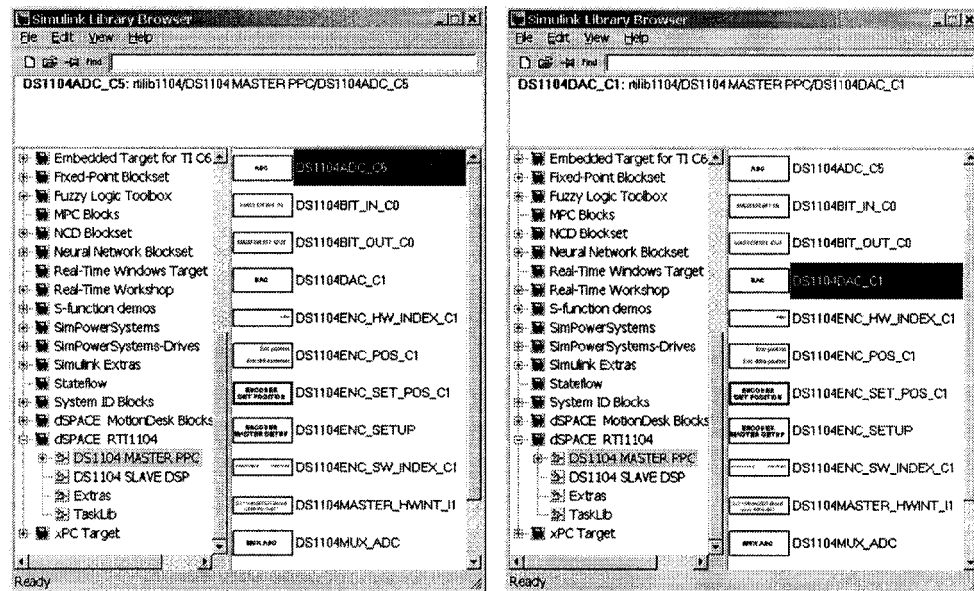 Simulink Library Browser
File Edit View Help
Find
DS1104ADC_C5: rtilib1104/DS1104 MASTER PPC/DS1104ADC_C5
Embedded Target for TI C6
Fixed-Point Blockset
Fuzzy Logic Toolbox
MPC Blocks
NCD Blockset
Neural Network Blockset
Real-Time Windows Target
Real-Time Workshop
S-function demos
SimPowerSystems
SimPowerSystems-Drives
Simulink Extras
Stateflow
System ID Blocks
dSPACE MotionDesk Blocks
dSPACE RTI1104
DS1104 MASTER PPC
DS1104 SLAVE DSP
Extras
TaskLib
xPC Target
ADC DS1104ADC_C5
DS1104BIT_IN_C0
DS1104BIT_OUT_C0
DAC DS1104DAC_C1
DS1104ENC_HW_INDEX_C1
DS1104ENC_POS_C1
ENCODER SET POSITION DS1104ENC_SET_POS_C1
ENCODER MASTER SETUP DS1104ENC_SETUP
DS1104ENC_SW_INDEX_C1
DS1104MASTER_HWINT_I1
MUX ADC DS1104MUX_ADC
Ready
Simulink Library Browser
File Edit View Help
Find
DS1104DAC_C1: rtilib1104/DS1104 MASTER PPC/DS1104DAC_C1
Embedded Target for TI C6
Fixed-Point Blockset
Fuzzy Logic Toolbox
MPC Blocks
NCD Blockset
Neural Network Blockset
Real-Time Windows Target
Real-Time Workshop
S-function demos
SimPowerSystems
SimPowerSystems-Drives
Simulink Extras
Stateflow
System ID Blocks
dSPACE MotionDesk Blocks
dSPACE RTI1104
DS1104 MASTER PPC
DS1104 SLAVE DSP
Extras
TaskLib
xPC Target
ADC DS1104ADC_C5
DS1104BIT_IN_C0
DS1104BIT_OUT_C0
DAC DS1104DAC_C1
DS1104ENC_HW_INDEX_C1
DS1104ENC_POS_C1
ENCODER SET POSITION DS1104ENC_SET_POS_C1
ENCODER MASTER SETUP DS1104ENC_SETUP
DS1104ENC_SW_INDEX_C1
DS1104MASTER_HWINT_I1
MUX ADC DS1104MUX_ADC
Ready